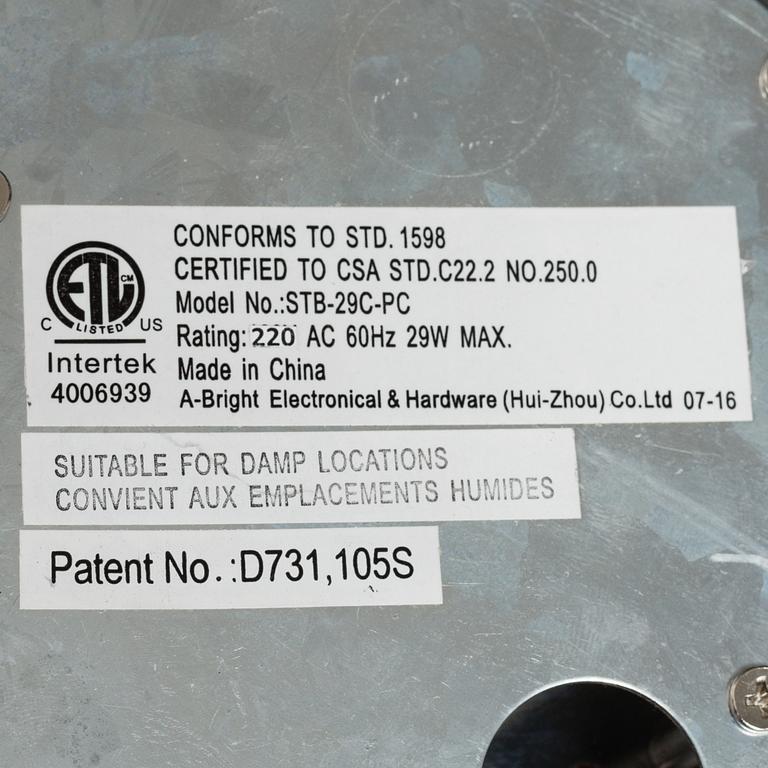 CONFORMS TO STD. 1598
CERTIFIED TO CSA STD.C22.2 NO.250.0
Model No.:STB-29C-PC
Rating: 220 AC 60Hz 29W MAX.
Made in China
A-Bright Electronical & Hardware (Hui-Zhou) Co.Ltd 07-16
ETL CM
C LISTED US
Intertek
4006939
SUITABLE FOR DAMP LOCATIONS
CONVIENT AUX EMPLACEMENTS HUMIDES
Patent No.:D731,105S